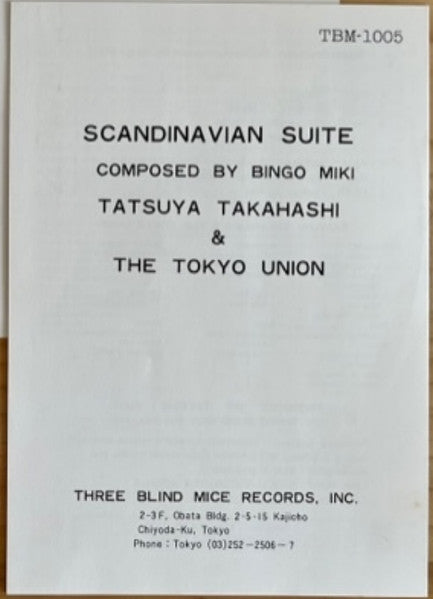 TBM-1005
SCANDINAVIAN SUITE
COMPOSED BY BINGO MIKI
TATSUYA TAKAHASHI
&
THE TOKYO UNION
THREE BLIND MICE RECORDS, INC.
2-3F, Obata Bldg. 2-5-15 Kajicho
Chiyoda-Ku, Tokyo
Phone : Tokyo (03)252-2506-7